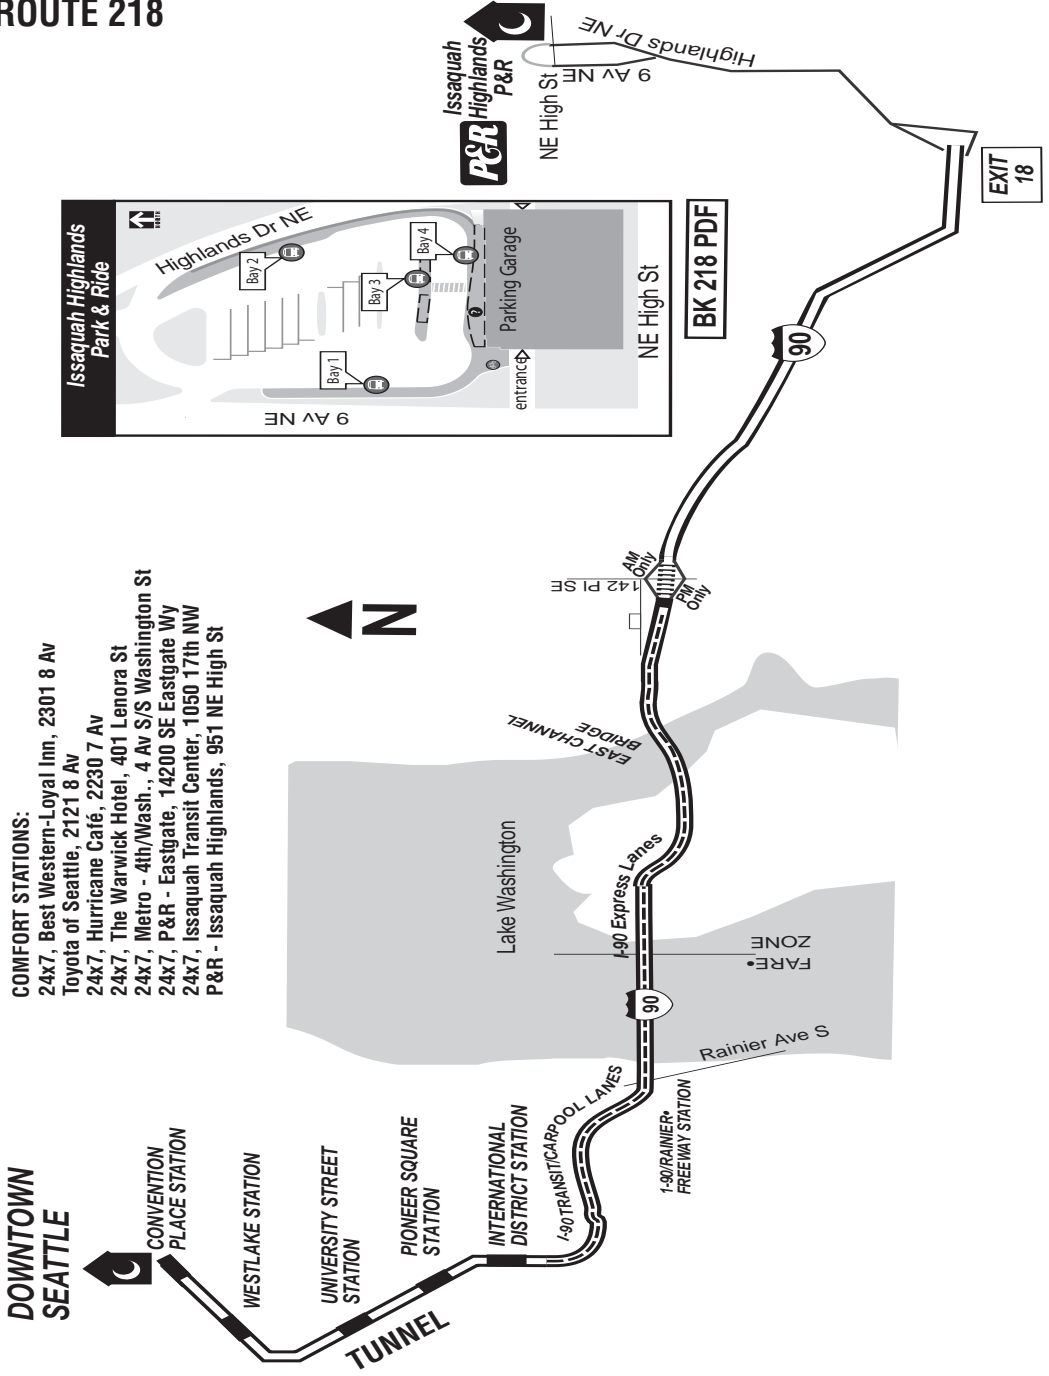 ROUTE 218
DOWNTOWN
SEATTLE
COMFORT STATIONS:
24x7, Best Western-Loyal Inn, 2301 8 Av
Toyota of Seattle, 2121 8 Av
24x7, Hurricane Café, 2230 7 Av
24x7, The Warwick Hotel, 401 Lenora St
24x7, Metro - 4th/Wash., 4 Av S/S Washington St
24x7, P&R - Eastgate, 14200 SE Eastgate Wy
24x7, Issaquah Transit Center, 1050 17th NW
P&R - Issaquah Highlands, 951 NE High St
Issaquah Highlands
Park & Ride
NORTH
Highlands Dr NE
Bay 2
Bay 1
Bay 3
Bay 4
9 Av NE
Parking Garage
entrance
NE High St
BK 218 PDF
Issaquah
Highlands
P&R
P&R
NE High St
9 Av NE
Highlands Dr NE
EXIT
18
90
N
CONVENTION
PLACE STATION
WESTLAKE STATION
UNIVERSITY STREET
STATION
PIONEER SQUARE
STATION
INTERNATIONAL
DISTRICT STATION
TUNNEL
I-90 TRANSIT/CARPOOL LANES
1-90/RAINIER•
FREEWAY STATION
Rainier Ave S
90
FARE•
ZONE
Lake Washington
I-90 Express Lanes
EAST CHANNEL
BRIDGE
142 Pl SE
AM
Only
PM
Only